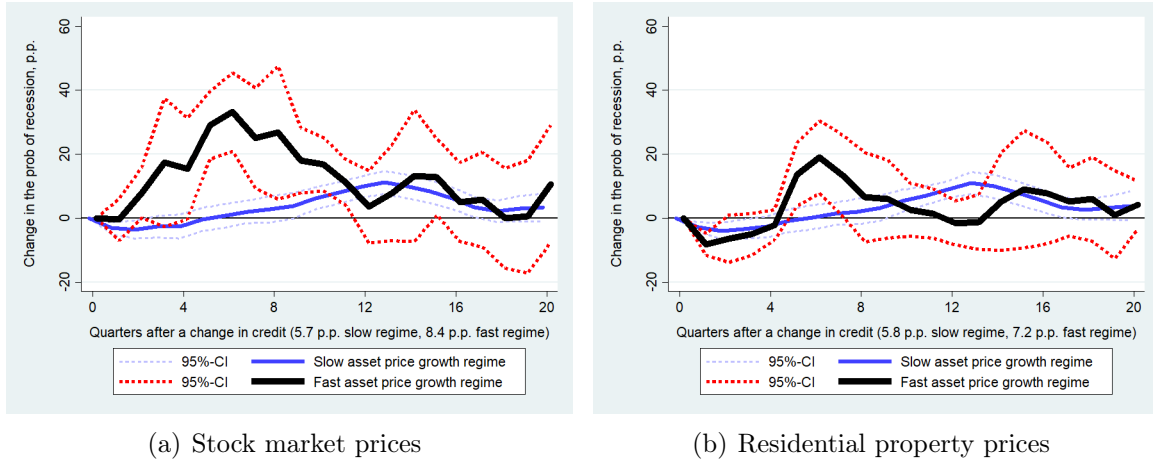 Change in the prob of recession, p.p.
60
40
20
0
-20
0 4 8 12 16 20
Quarters after a change in credit (5.7 p.p. slow regime, 8.4 p.p. fast regime)
95%-CI Slow asset price growth regime
95%-CI Fast asset price growth regime
(a) Stock market prices
Change in the prob of recession, p.p.
60
40
20
0
-20
0 4 8 12 16 20
Quarters after a change in credit (5.8 p.p. slow regime, 7.2 p.p. fast regime)
95%-CI Slow asset price growth regime
95%-CI Fast asset price growth regime
(b) Residential property prices